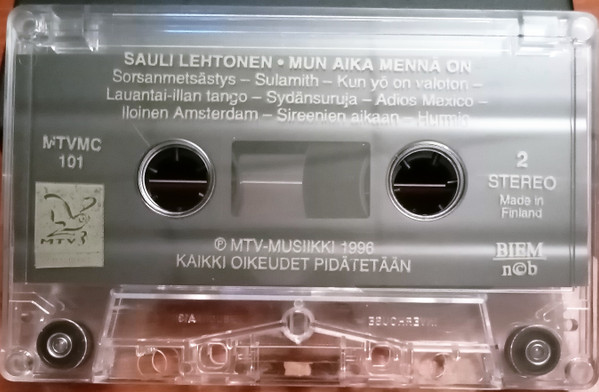 SAULI LEHTONEN • MUN AIKA MENNÄ ON
Sorsanmetsästys – Sulamith – Kun yö on valoton –
Lauantai-illan tango – Sydänsuruja – Adios Mexico –
Iloinen Amsterdam – Sireenien aikaan – Hurmio
MTVMC
101
MTV
2
STEREO
Made in
Finland
℗ MTV-MUSIIKKI 1996
KAIKKI OIKEUDET PIDÄTETÄÄN
BIEM
n©b